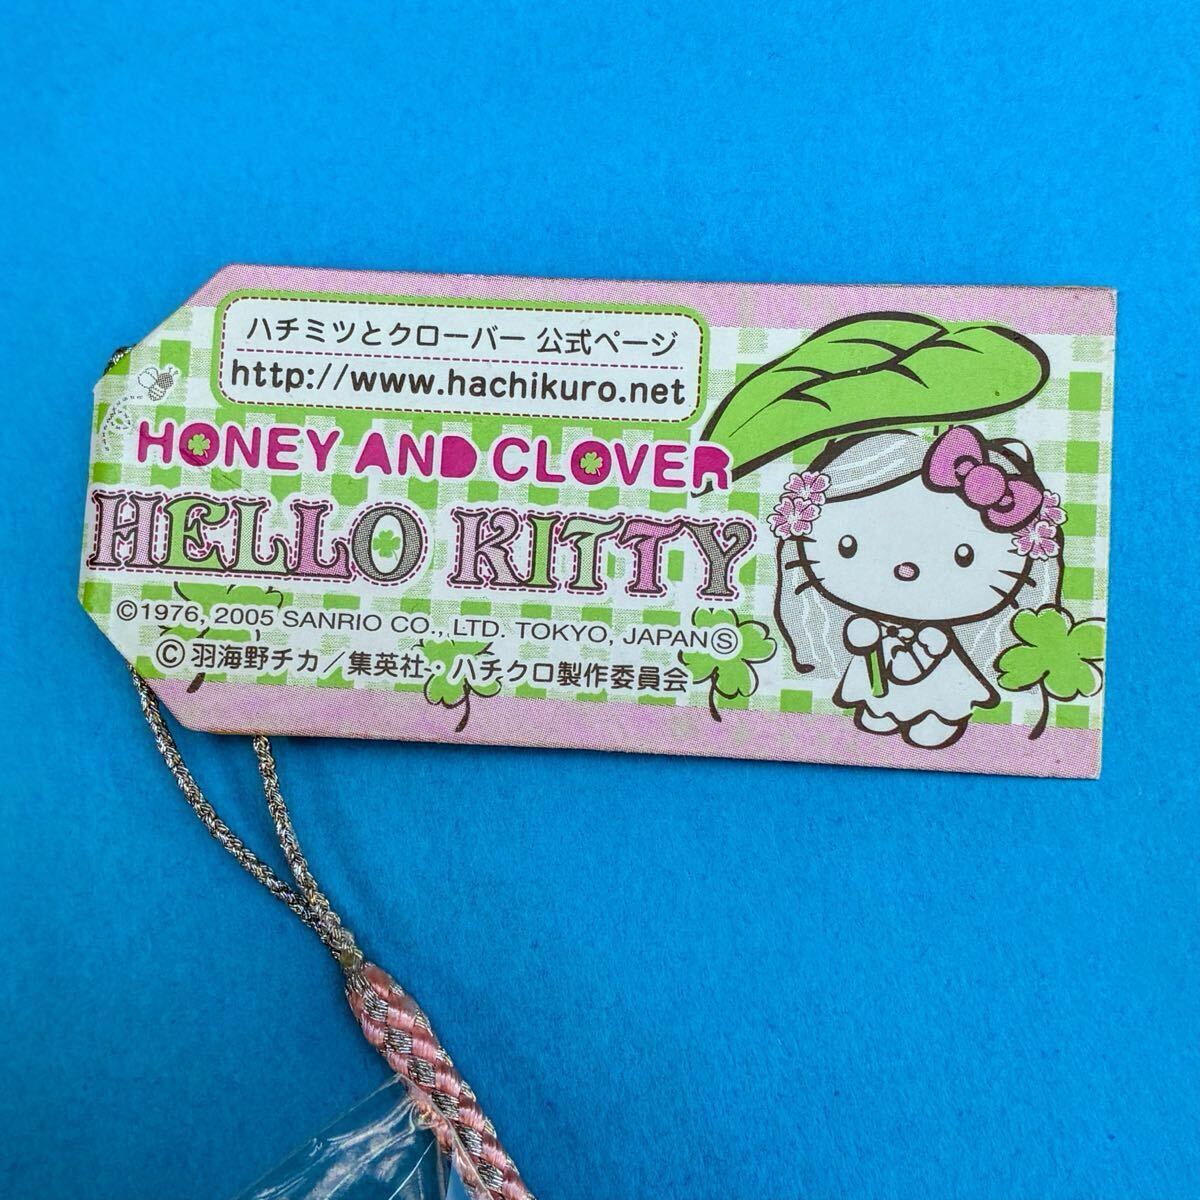 ハチミツとクローバー 公式ページ
http://www.hachikuro.net
HONEY AND CLOVER
HELLO KITTY
©1976, 2005 SANRIO CO., LTD. TOKYO, JAPAN Ⓢ
©羽海野チカ／集英社・ハチクロ製作委員会